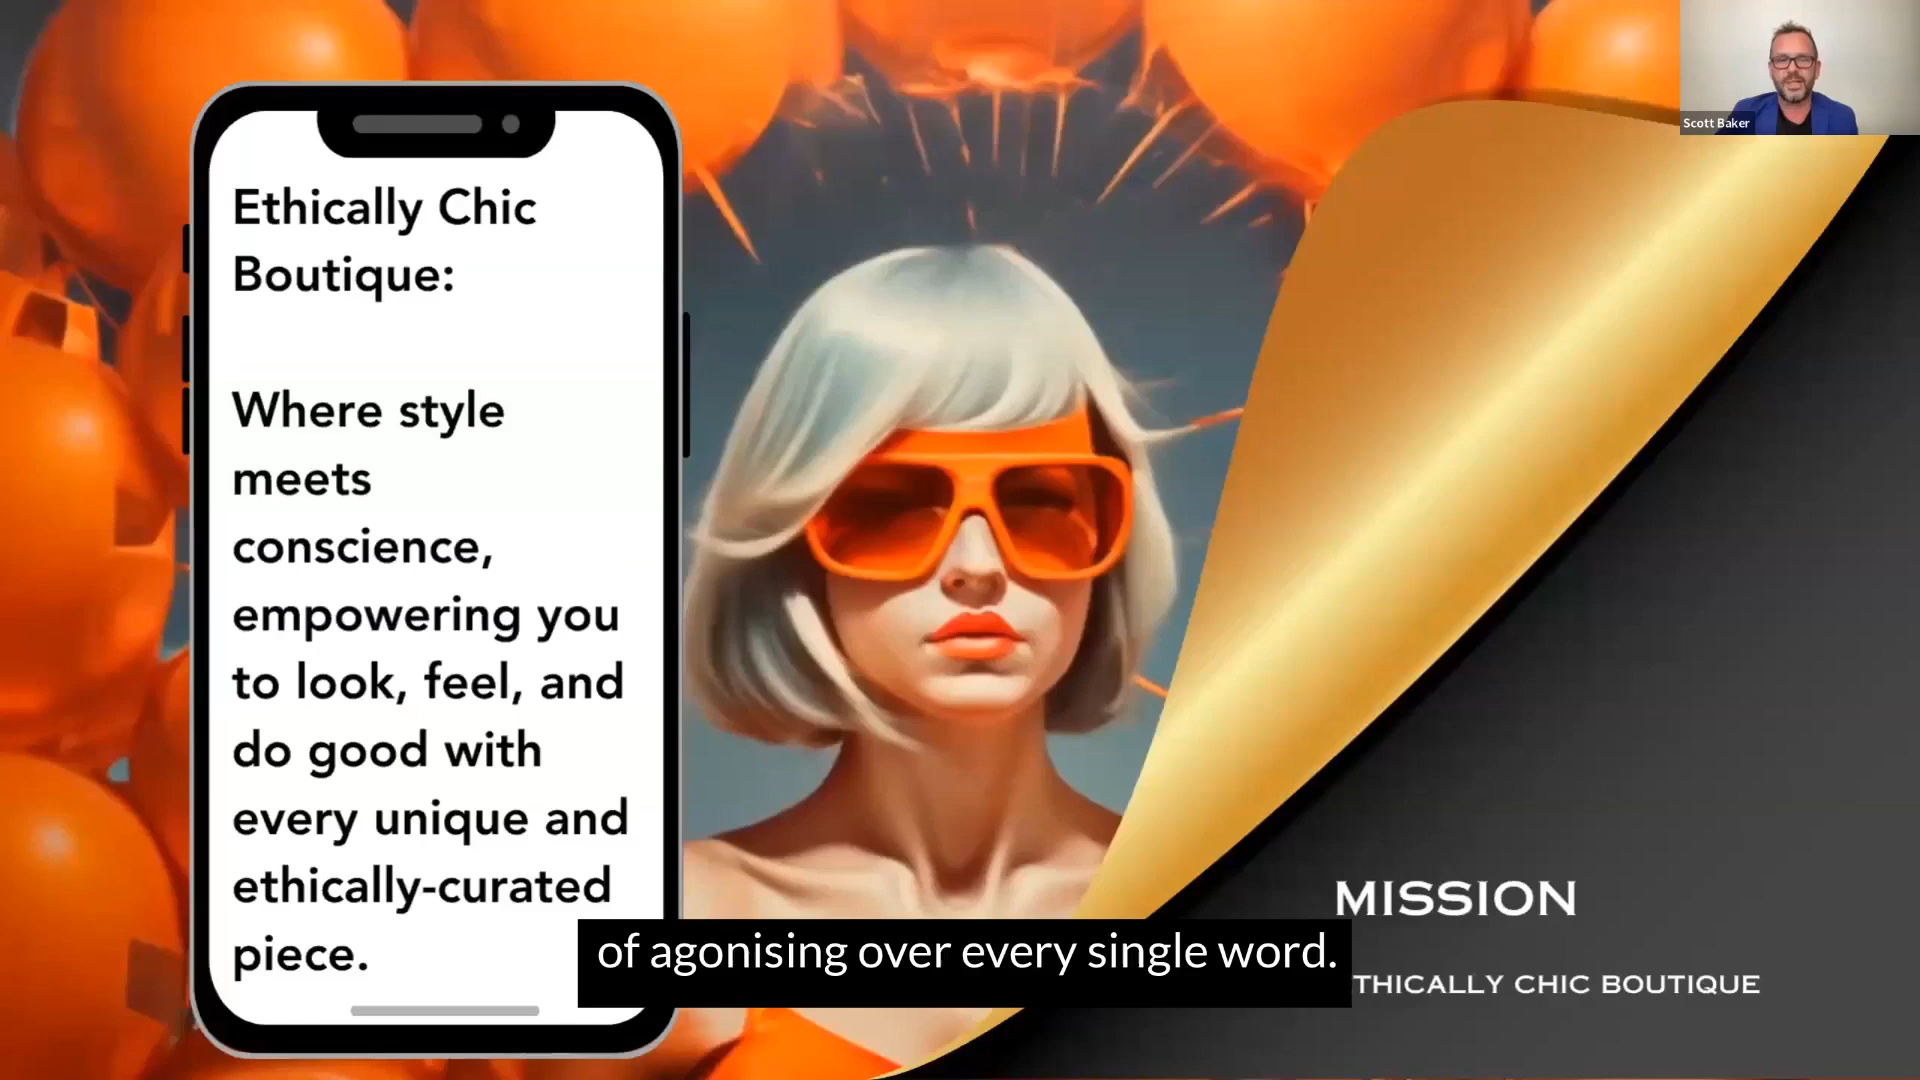 Scott Baker
Ethically Chic
Boutique:
Where style
meets
conscience,
empowering you
to look, feel, and
do good with
every unique and
ethically-curated
piece.
MISSION
THICALLY CHIC BOUTIQUE
of agonising over every single word.